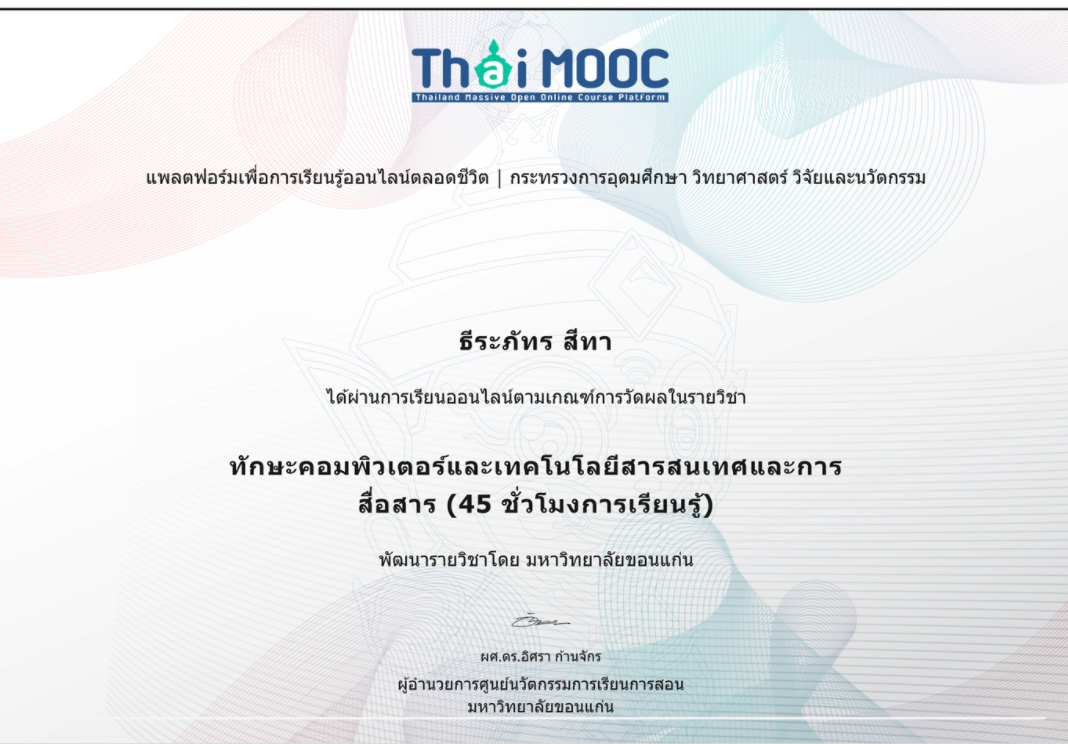 Thai MOOC
Thailand Massive Open Online Course Platform
แพลตฟอร์มเพื่อการเรียนรู้ออนไลน์ตลอดชีวิต | กระทรวงการอุดมศึกษา วิทยาศาสตร์ วิจัยและนวัตกรรม
ธีระภัทร สีทา
ได้ผ่านการเรียนออนไลน์ตามเกณฑ์การวัดผลในรายวิชา
ทักษะคอมพิวเตอร์และเทคโนโลยีสารสนเทศและการ
สื่อสาร (45 ชั่วโมงการเรียนรู้)
พัฒนารายวิชาโดย มหาวิทยาลัยขอนแก่น
ผศ.ดร.อิศรา ก้านจักร
ผู้อำนวยการศูนย์นวัตกรรมการเรียนการสอน
มหาวิทยาลัยขอนแก่น